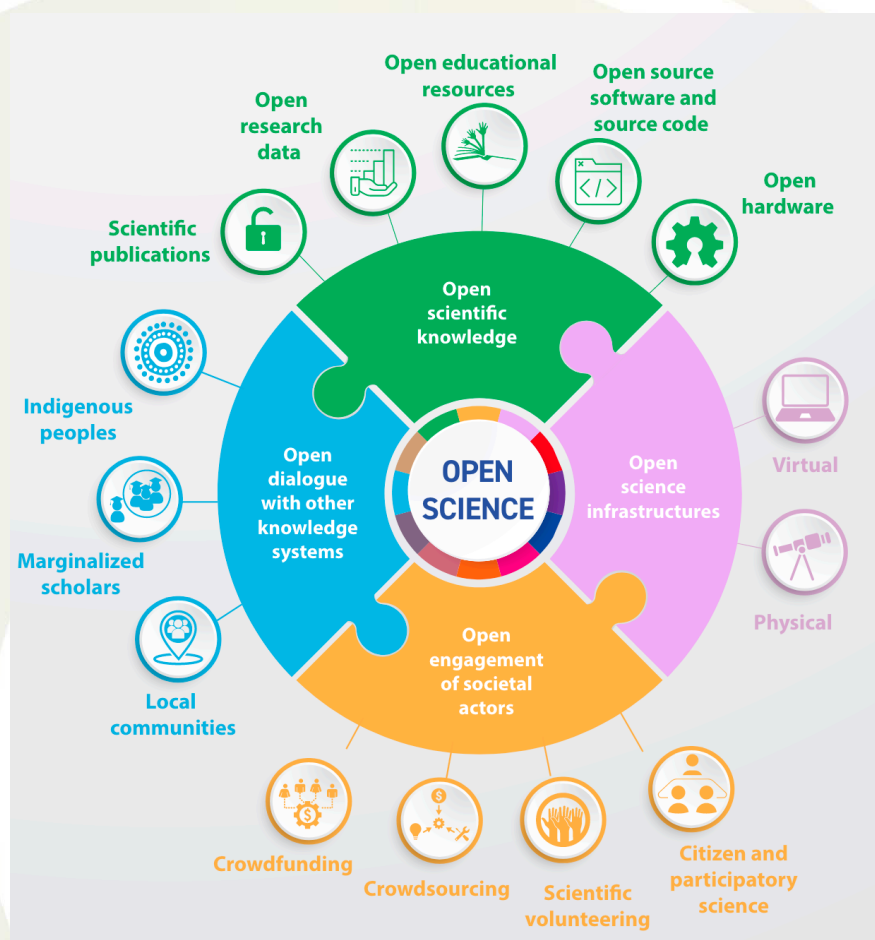 Open educational
resources
Open source
software and
source code
Open
research
data
Open
hardware
Scientific
publications
Open
scientific
knowledge
Indigenous
peoples
Open
dialogue
with other
knowledge
systems
OPEN
SCIENCE
Open
science
infrastructures
Virtual
Marginalized
scholars
Physical
Open
engagement
of societal
actors
Local
communities
Crowdfunding
Crowdsourcing
Scientific
volunteering
Citizen and
participatory
science